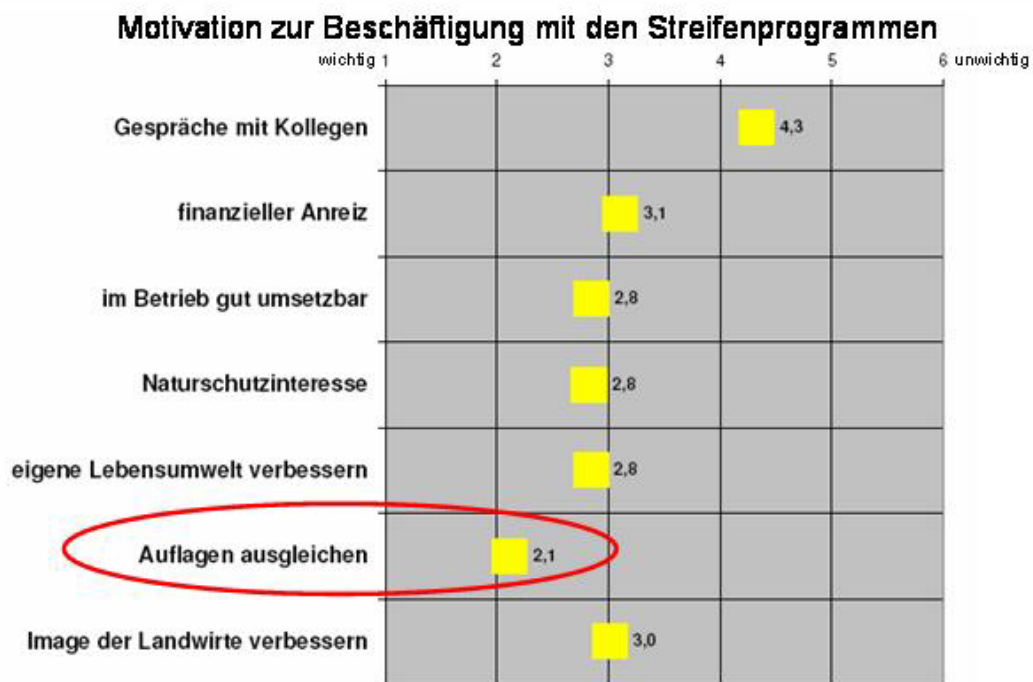 Motivation zur Beschäftigung mit den Streifenprogrammen
wichtig 1 2 3 4 5 6 unwichtig
Gespräche mit Kollegen 4,3
finanzieller Anreiz 3,1
im Betrieb gut umsetzbar 2,8
Naturschutzinteresse 2,8
eigene Lebensumwelt verbessern 2,8
Auflagen ausgleichen 2,1
Image der Landwirte verbessern 3,0